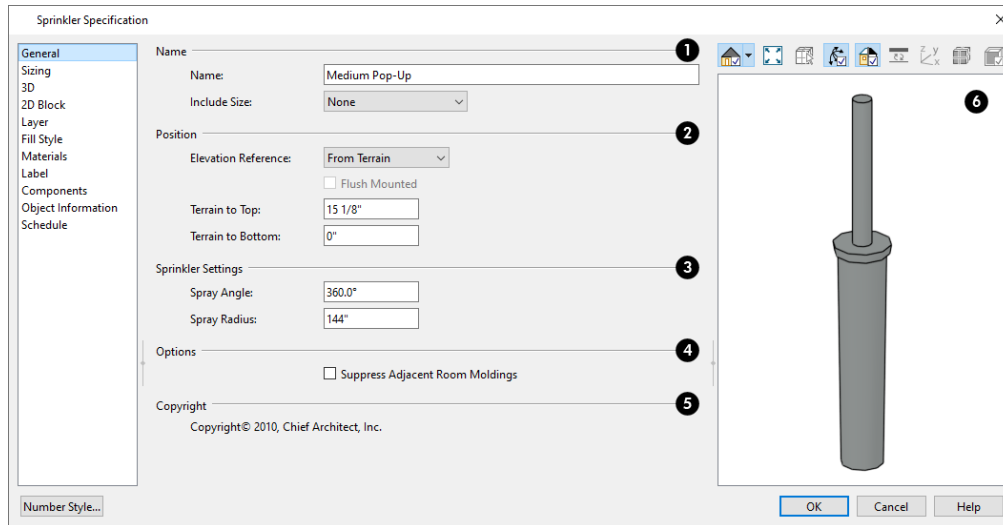 Sprinkler Specification
General
Sizing
3D
2D Block
Layer
Fill Style
Materials
Label
Components
Object Information
Schedule
Name 1
Name: Medium Pop-Up
Include Size: None
Position 2
Elevation Reference: From Terrain
Flush Mounted
Terrain to Top: 15 1/8"
Terrain to Bottom: 0"
Sprinkler Settings 3
Spray Angle: 360.0°
Spray Radius: 144"
Options 4
Suppress Adjacent Room Moldings
Copyright 5
Copyright© 2010, Chief Architect, Inc.
z y
x
6
Number Style...
OK Cancel Help